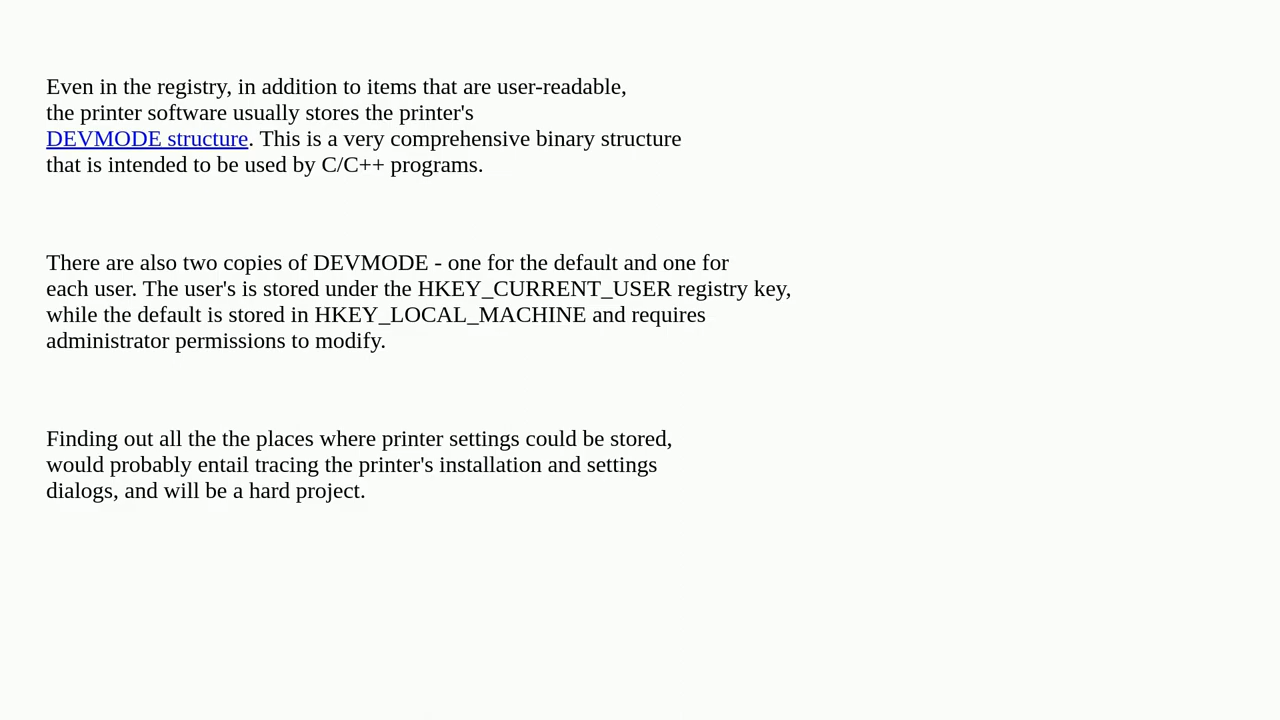 Even in the registry, in addition to items that are user-readable,
the printer software usually stores the printer's
DEVMODE structure. This is a very comprehensive binary structure
that is intended to be used by C/C++ programs.
There are also two copies of DEVMODE - one for the default and one for
each user. The user's is stored under the HKEY_CURRENT_USER registry key,
while the default is stored in HKEY_LOCAL_MACHINE and requires
administrator permissions to modify.
Finding out all the the places where printer settings could be stored,
would probably entail tracing the printer's installation and settings
dialogs, and will be a hard project.